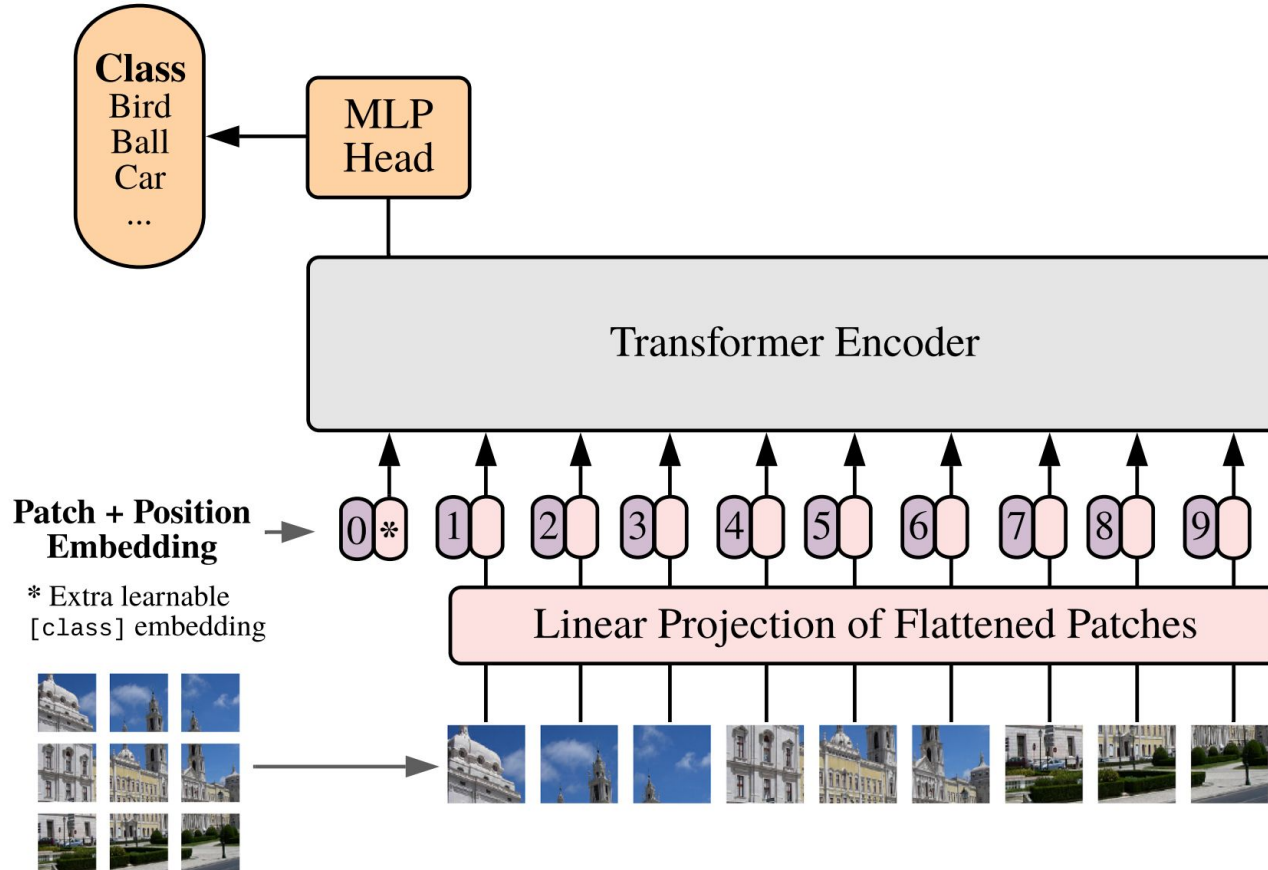 Class
Bird
Ball
Car
...
MLP
Head
Transformer Encoder
Patch + Position
Embedding
0 * 1 2 3 4 5 6 7 8 9
* Extra learnable
[class] embedding
Linear Projection of Flattened Patches